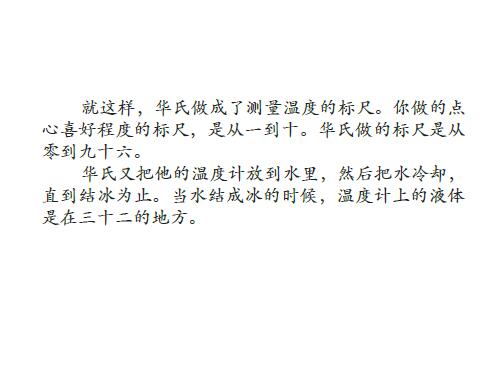 就这样，华氏做成了测量温度的标尺。你做的点
心喜好程度的标尺，是从一到十。华氏做的标尺是从
零到九十六。
华氏又把他的温度计放到水里，然后把水冷却，
直到结冰为止。当水结成冰的时候，温度计上的液体
是在三十二的地方。